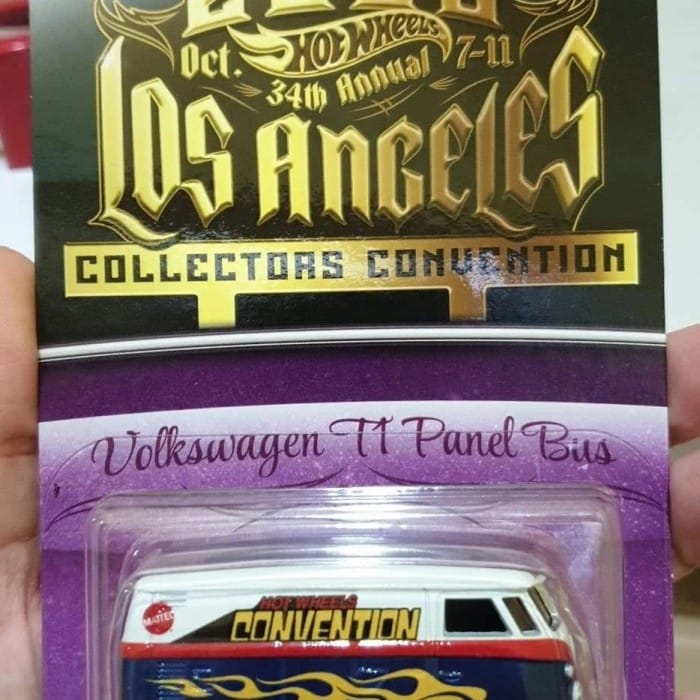 Oct. HOT WHEELS 7-11
34th Annual
LOS ANGELES
COLLECTORS CONVENTION
Volkswagen T1 Panel Bus
MATTEL
HOT WHEELS
CONVENTION